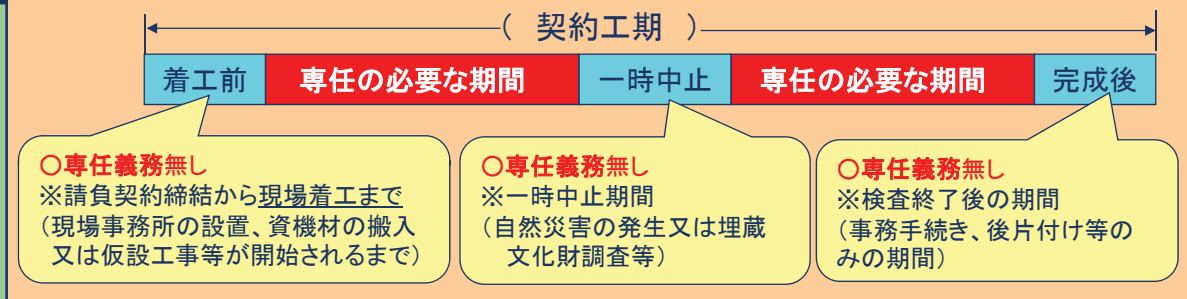 ( 契約工期 )
着工前 専任の必要な期間 一時中止 専任の必要な期間 完成後
○専任義務無し
※請負契約締結から現場着工まで
(現場事務所の設置、資機材の搬入
又は仮設工事等が開始されるまで)
○専任義務無し
※一時中止期間
(自然災害の発生又は埋蔵
文化財調査等)
○専任義務無し
※検査終了後の期間
(事務手続き、後片付け等の
みの期間)